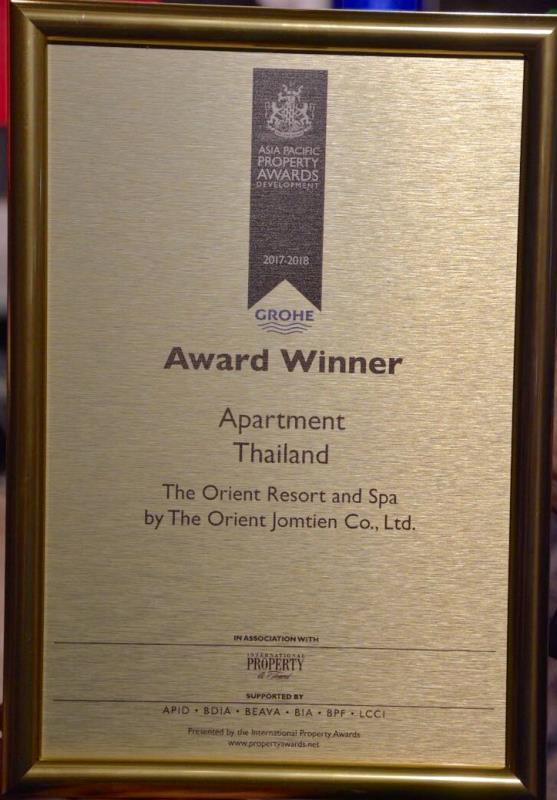 ASIA PACIFIC
PROPERTY
AWARDS
DEVELOPMENT
2017-2018
GROHE
Award Winner
Apartment
Thailand
The Orient Resort and Spa
by The Orient Jomtien Co., Ltd.
IN ASSOCIATION WITH
INTERNATIONAL
PROPERTY
& Travel
SUPPORTED BY
APID • BDIA • BEAVA • BIA • BPF • LCCI
Presented by the International Property Awards
www.propertyawards.net